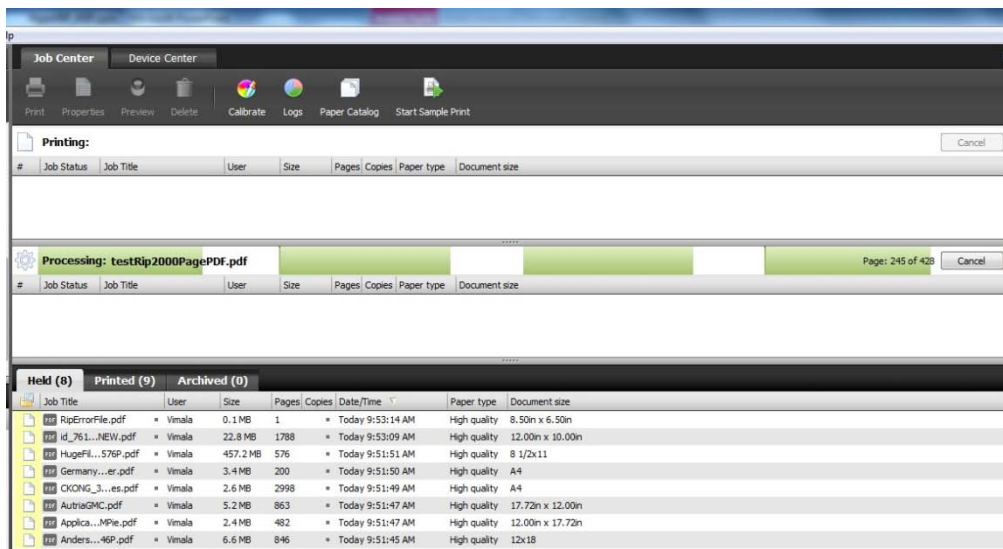 lp
Job Center Device Center
Print Properties Preview Delete Calibrate Logs Paper Catalog Start Sample Print
Printing: Cancel
# Job Status Job Title User Size Pages Copies Paper type Document size
Processing: testRip2000PagePDF.pdf Page: 245 of 428 Cancel
# Job Status Job Title User Size Pages Copies Paper type Document size
Held (8) Printed (9) Archived (0)
Job Title User Size Pages Copies Date/Time Paper type Document size
PDF RipErrorFile.pdf Vimala 0.1 MB 1 Today 9:53:14 AM High quality 8.50in x 6.50in
PDF id_761...NEW.pdf Vimala 22.8 MB 1788 Today 9:53:09 AM High quality 12.00in x 10.00in
PDF HugeFil...576P.pdf Vimala 457.2 MB 576 Today 9:51:51 AM High quality 8 1/2x11
PDF Germany...er.pdf Vimala 3.4 MB 200 Today 9:51:50 AM High quality A4
PDF CKONG_3...es.pdf Vimala 2.6 MB 2998 Today 9:51:49 AM High quality A4
PDF AutriaGMC.pdf Vimala 5.2 MB 863 Today 9:51:47 AM High quality 17.72in x 12.00in
PDF Applica...MPie.pdf Vimala 2.4 MB 482 Today 9:51:47 AM High quality 12.00in x 17.72in
PDF Anders...46P.pdf Vimala 6.6 MB 846 Today 9:51:45 AM High quality 12x18